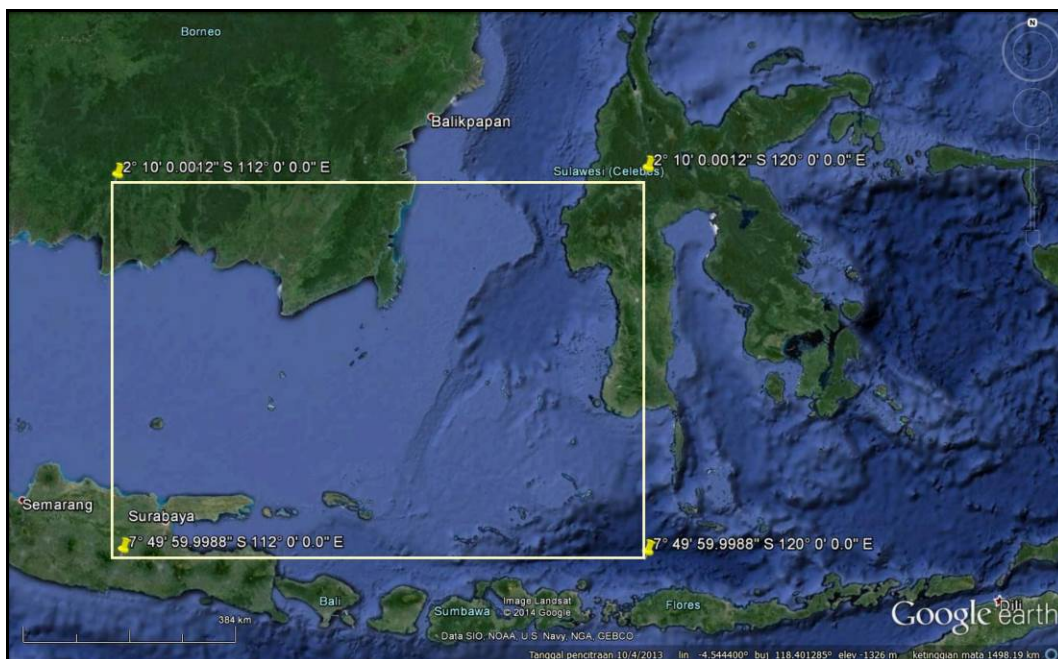 Borneo
N
Balikpapan
2° 10' 0.0012" S 112° 0' 0.0" E
2° 10' 0.0012" S 120° 0' 0.0" E
Sulawesi (Celebes)
Semarang
Surabaya
7° 49' 59.9988" S 112° 0' 0.0" E
7° 49' 59.9988" S 120° 0' 0.0" E
Bali
Sumbawa
Image Landsat
© 2014 Google
Flores
Dili
Google earth
384 km
Data SIO, NOAA, U.S. Navy, NGA, GEBCO
Tanggal pencitraan 10/4/2013 lin -4.544400° buj 118.401285° elev -1326 m ketinggian mata 1498.19 km